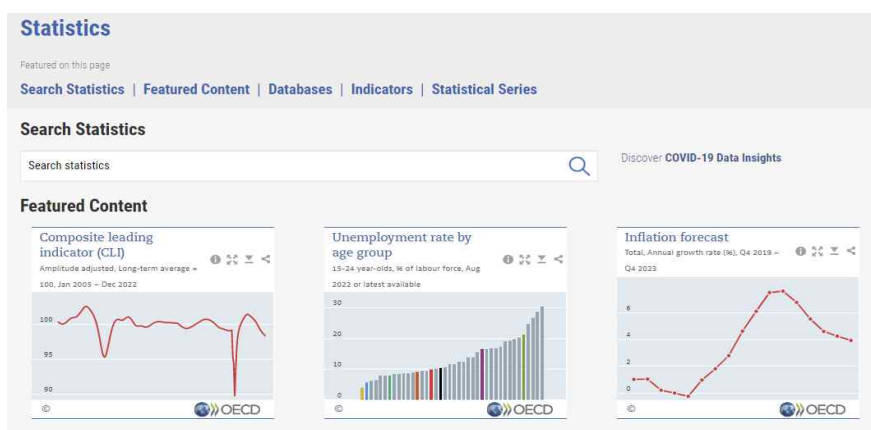 Statistics
Featured on this page
Search Statistics | Featured Content | Databases | Indicators | Statistical Series
Search Statistics
Search statistics
Discover COVID-19 Data Insights
Featured Content
Composite leading
indicator (CLI)
Amplitude adjusted, Long-term average =
100, Jan 2005 – Dec 2022
100
95
90
©
OECD
Unemployment rate by
age group
15-24 year-olds, % of labour force, Aug
2022 or latest available
30
20
10
0
©
OECD
Inflation forecast
Total, Annual growth rate (%), Q4 2019 –
Q4 2023
6
4
2
0
©
OECD